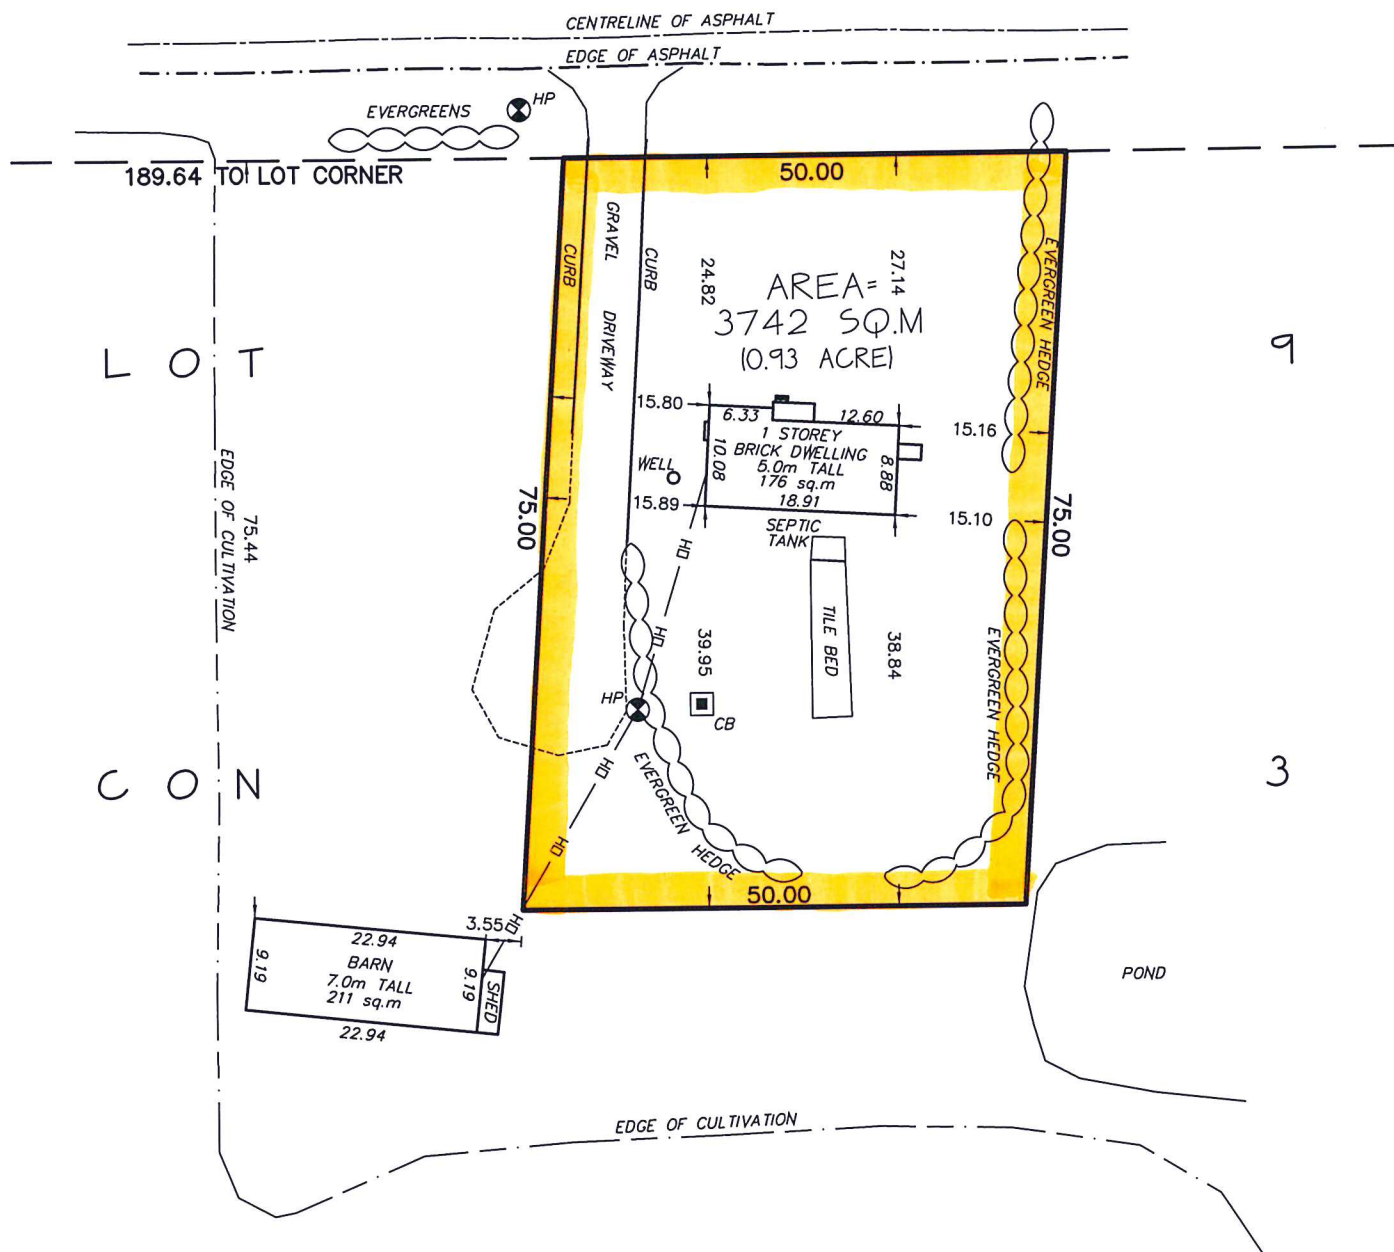 CENTRELINE OF ASPHALT
EDGE OF ASPHALT
EVERGREENS
HP
189.64 TO LOT CORNER
50.00
CURB
GRAVEL DRIVEWAY
CURB
24.82
27.14
EVERGREEN HEDGE
AREA=
3742 SQ.M
(0.93 ACRE)
LOT
9
15.80
6.33
12.60
15.16
1 STOREY
BRICK DWELLING
5.0m TALL
176 sq.m
18.91
10.08
8.88
WELL
15.89
15.10
EDGE OF CULTIVATION
75.44
75.00
75.00
SEPTIC
TANK
HD
HD
TILE BED
39.95
38.84
EVERGREEN HEDGE
HP
CB
HD
EVERGREEN HEDGE
CON
3
HD
50.00
HD
3.55
22.94
BARN
7.0m TALL
211 sq.m
9.19
9.19
SHED
22.94
POND
EDGE OF CULTIVATION